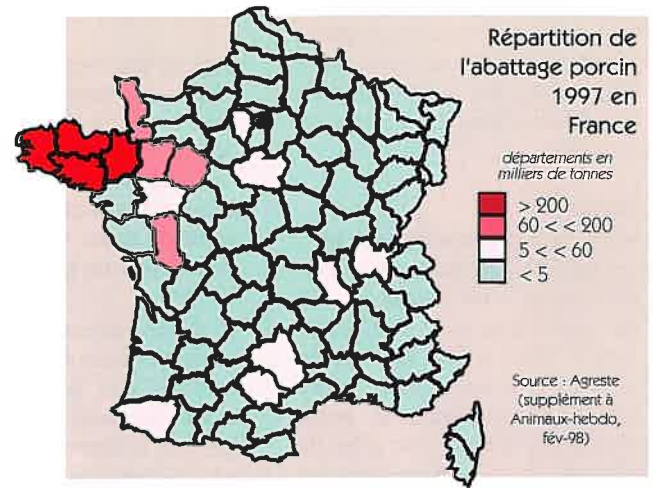 Répartition de
l'abattage porcin
1997 en
France
départements en
milliers de tonnes
> 200
60 < < 200
5 < < 60
< 5
Source : Agreste
(supplément à
Animaux-hebdo,
fév-98)